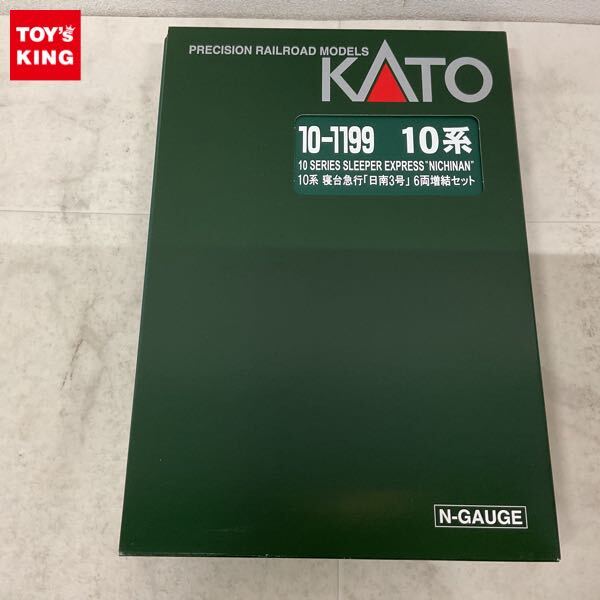 TOY's
KING
PRECISION RAILROAD MODELS
KATO
10-1199 10系
10 SERIES SLEEPER EXPRESS "NICHINAN"
10系 寝台急行「日南3号」 6両増結セット
N-GAUGE